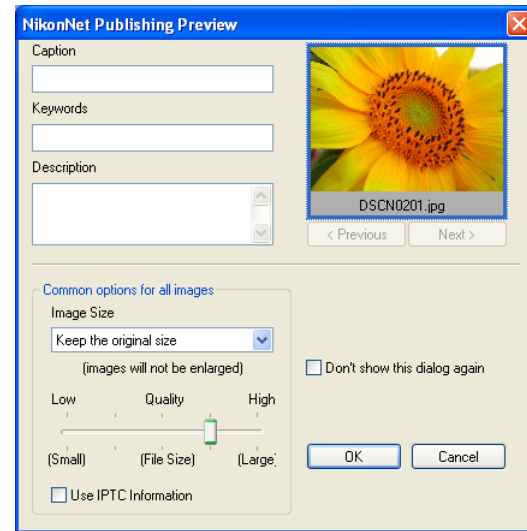 NikonNet Publishing Preview
Caption
Keywords
Description
DSCN0201.jpg
< Previous Next >
Common options for all images
Image Size
Keep the original size
(images will not be enlarged)
Don't show this dialog again
Low Quality High
(Small) (File Size) (Large)
OK Cancel
Use IPTC Information